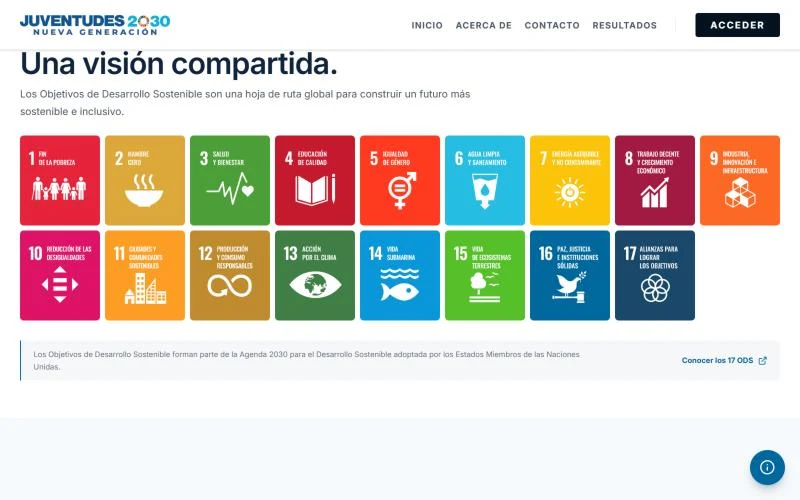 JUVENTUDES 2030
NUEVA GENERACIÓN
INICIO ACERCA DE CONTACTO RESULTADOS ACCEDER
Una visión compartida.
Los Objetivos de Desarrollo Sostenible son una hoja de ruta global para construir un futuro más
sostenible e inclusivo.
1 FIN
DE LA POBREZA
2 HAMBRE
CERO
3 SALUD
Y BIENESTAR
4 EDUCACIÓN
DE CALIDAD
5 IGUALDAD
DE GÉNERO
6 AGUA LIMPIA
Y SANEAMIENTO
7 ENERGÍA ASEQUIBLE
Y NO CONTAMINANTE
8 TRABAJO DECENTE
Y CRECIMIENTO
ECONÓMICO
9 INDUSTRIA,
INNOVACIÓN E
INFRAESTRUCTURA
10 REDUCCIÓN DE LAS
DESIGUALDADES
11 CIUDADES Y
COMUNIDADES
SOSTENIBLES
12 PRODUCCIÓN
Y CONSUMO
RESPONSABLES
13 ACCIÓN
POR EL CLIMA
14 VIDA
SUBMARINA
15 VIDA
DE ECOSISTEMAS
TERRESTRES
16 PAZ, JUSTICIA
E INSTITUCIONES
SÓLIDAS
17 ALIANZAS PARA
LOGRAR
LOS OBJETIVOS
Los Objetivos de Desarrollo Sostenible forman parte de la Agenda 2030 para el Desarrollo Sostenible adoptada por los Estados Miembros de las Naciones
Unidas.
Conocer los 17 ODS